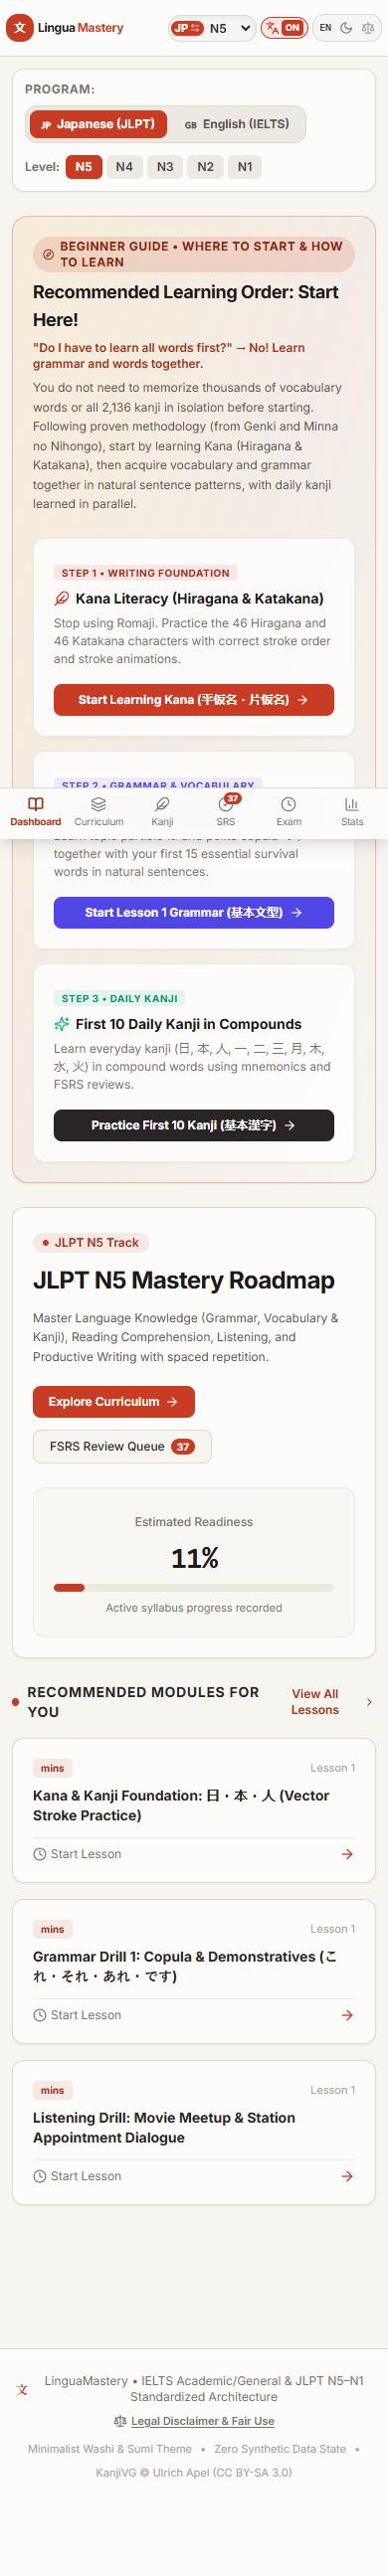 文 Lingua Mastery JP N5 ON EN
PROGRAM:
JP Japanese (JLPT) GB English (IELTS)
Level: N5 N4 N3 N2 N1
BEGINNER GUIDE • WHERE TO START & HOW
TO LEARN
Recommended Learning Order: Start
Here!
"Do I have to learn all words first?" → No! Learn
grammar and words together.
You do not need to memorize thousands of vocabulary
words or all 2,136 kanji in isolation before starting.
Following proven methodology (from Genki and Minna
no Nihongo), start by learning Kana (Hiragana &
Katakana), then acquire vocabulary and grammar
together in natural sentence patterns, with daily kanji
learned in parallel.
STEP 1 • WRITING FOUNDATION
Kana Literacy (Hiragana & Katakana)
Stop using Romaji. Practice the 46 Hiragana and
46 Katakana characters with correct stroke order
and stroke animations.
Start Learning Kana (平仮名・片仮名) →
STEP 2 • GRAMMAR & VOCABULARY
37
Dashboard Curriculum Kanji SRS Exam Stats
together with your first 15 essential survival
words in natural sentences.
Start Lesson 1 Grammar (基本文型) →
STEP 3 • DAILY KANJI
First 10 Daily Kanji in Compounds
Learn everyday kanji (日, 本, 人, 一, 二, 三, 月, 木,
水, 火) in compound words using mnemonics and
FSRS reviews.
Practice First 10 Kanji (基本漢字) →
JLPT N5 Track
JLPT N5 Mastery Roadmap
Master Language Knowledge (Grammar, Vocabulary &
Kanji), Reading Comprehension, Listening, and
Productive Writing with spaced repetition.
Explore Curriculum →
FSRS Review Queue 37
Estimated Readiness
11%
Active syllabus progress recorded
RECOMMENDED MODULES FOR
YOU
View All
Lessons
mins Lesson 1
Kana & Kanji Foundation: 日・本・人 (Vector
Stroke Practice)
Start Lesson →
mins Lesson 1
Grammar Drill 1: Copula & Demonstratives (こ
れ・それ・あれ・です)
Start Lesson →
mins Lesson 1
Listening Drill: Movie Meetup & Station
Appointment Dialogue
Start Lesson →
文 LinguaMastery • IELTS Academic/General & JLPT N5–N1
Standardized Architecture
Legal Disclaimer & Fair Use
Minimalist Washi & Sumi Theme • Zero Synthetic Data State •
KanjiVG © Ulrich Apel (CC BY-SA 3.0)